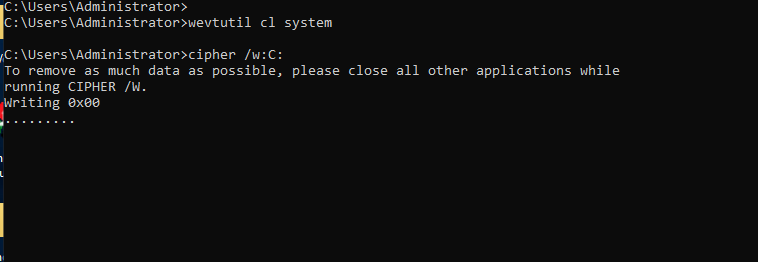 C:\Users\Administrator>
C:\Users\Administrator>wevtutil cl system
C:\Users\Administrator>cipher /w:C:
To remove as much data as possible, please close all other applications while
running CIPHER /W.
Writing 0x00
.........